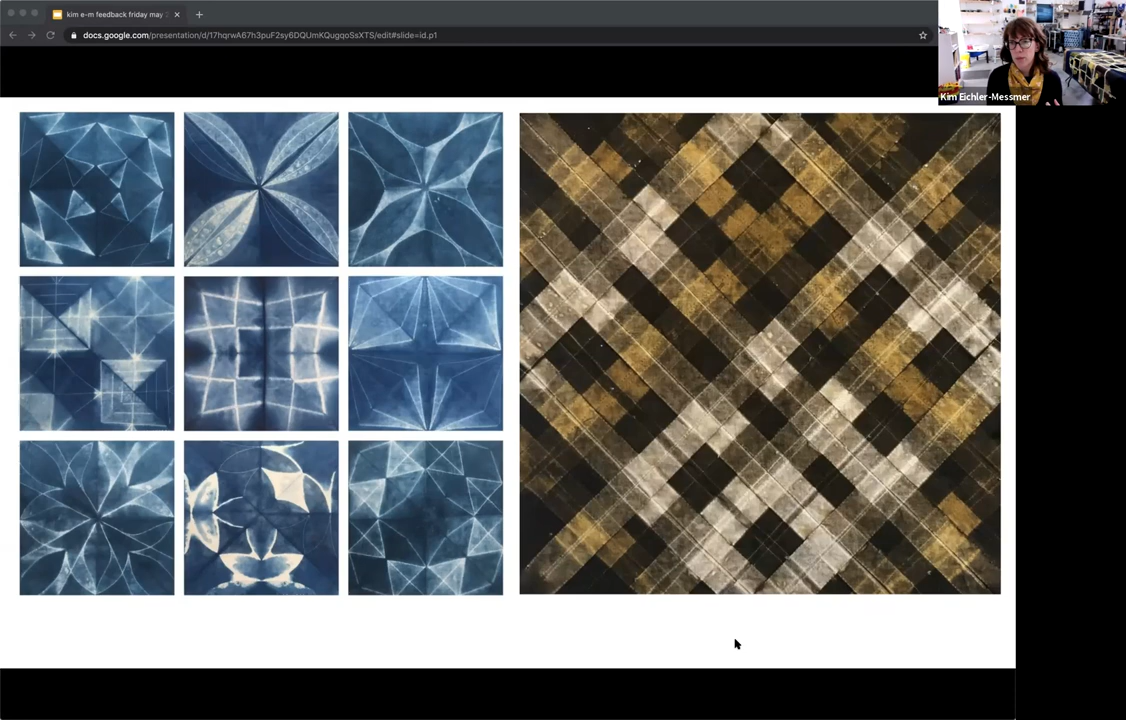 kim e-m feedback friday may
docs.google.com/presentation/d/17hqrwA67h3puF2sy6DQUmKQugqoSsXTS/edit#slide=id.p1
Kim Eichler-Messmer